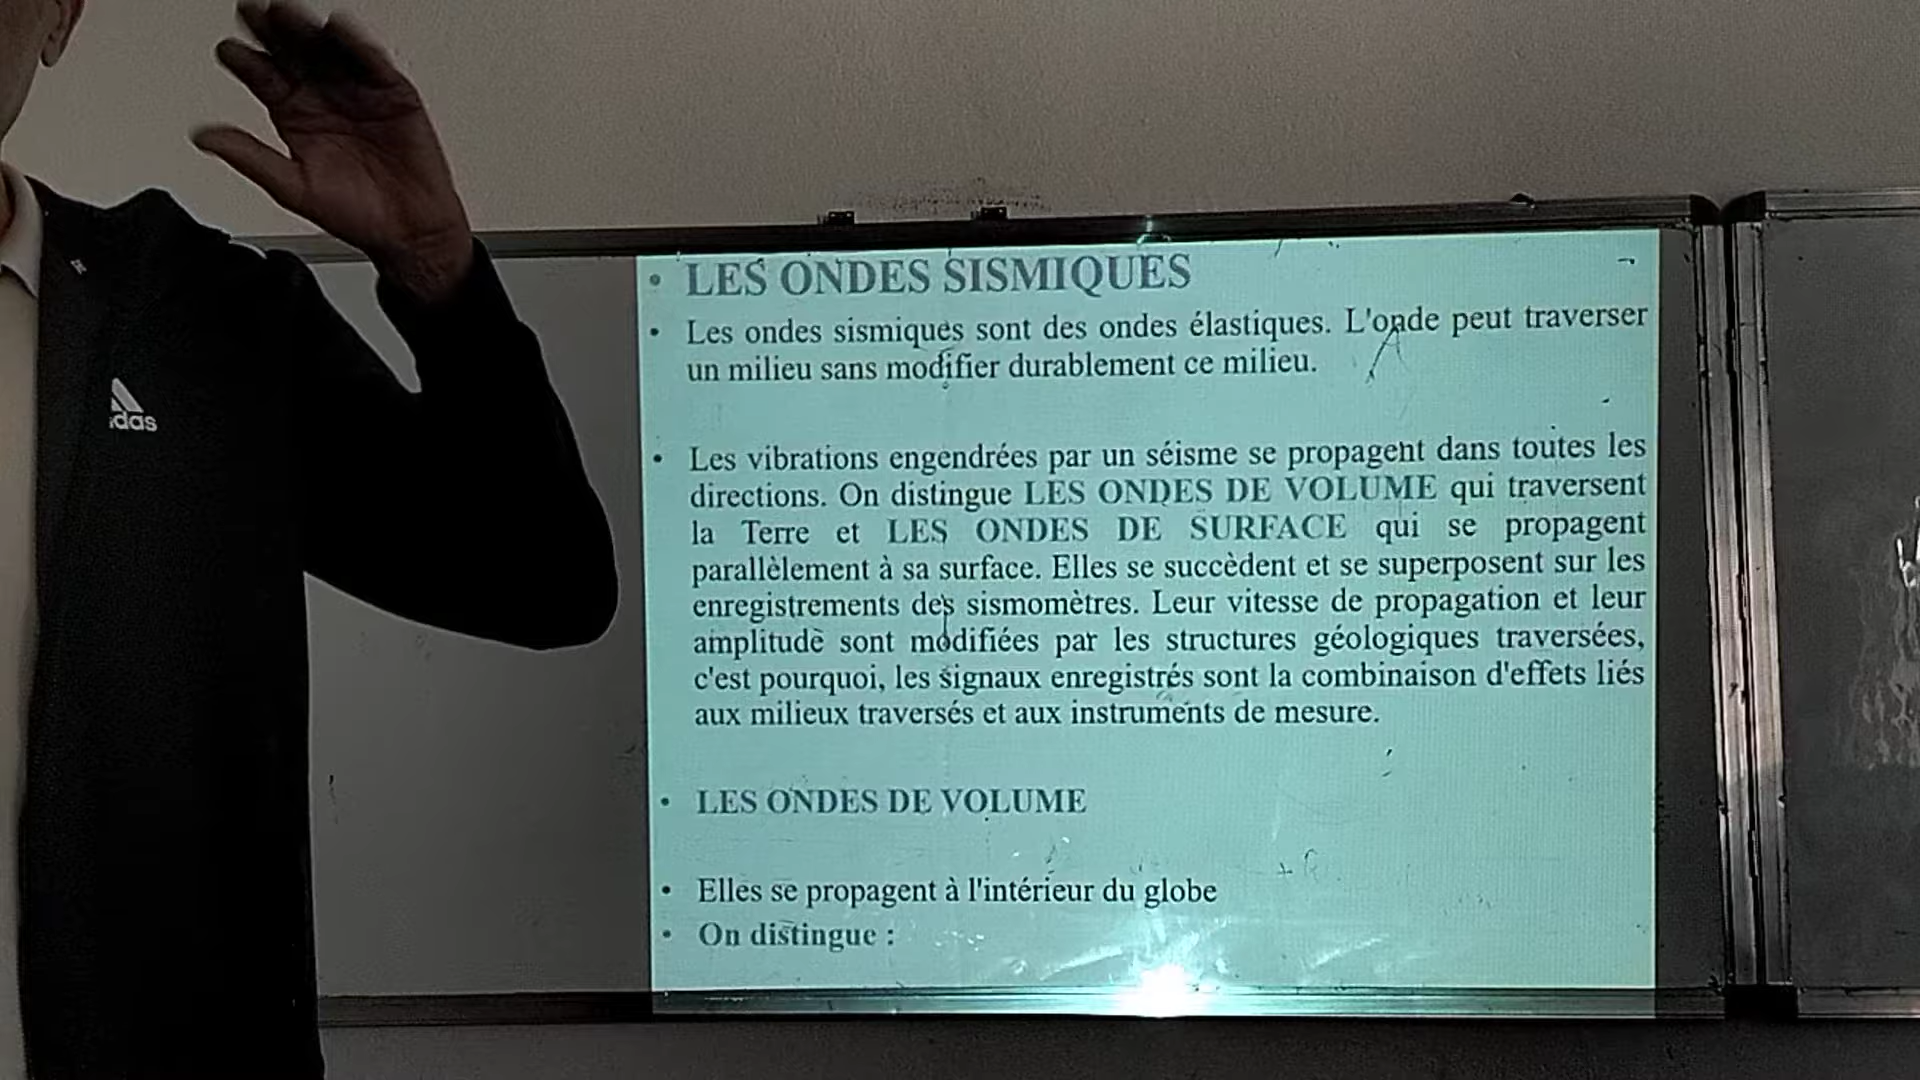 • LES ONDES SISMIQUES
• Les ondes sismiques sont des ondes élastiques. L'onde peut traverser
un milieu sans modifier durablement ce milieu.
• Les vibrations engendrées par un séisme se propagent dans toutes les
directions. On distingue LES ONDES DE VOLUME qui traversent
la Terre et LES ONDES DE SURFACE qui se propagent
parallèlement à sa surface. Elles se succèdent et se superposent sur les
enregistrements des sismomètres. Leur vitesse de propagation et leur
amplitude sont modifiées par les structures géologiques traversées,
c'est pourquoi, les signaux enregistrés sont la combinaison d'effets liés
aux milieux traversés et aux instruments de mesure.
• LES ONDES DE VOLUME
• Elles se propagent à l'intérieur du globe
• On distingue :
idas